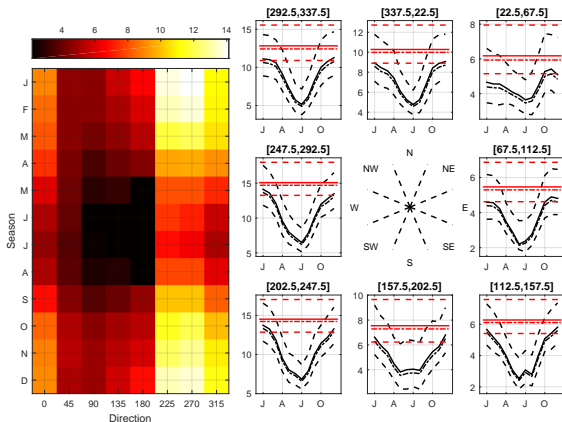 4 6 8 10 12 14
J
F
M
A
M
J
J
A
S
O
N
D
Season
0 45 90 135 180 225 270 315
Direction
[292.5,337.5]
15
10
5
J A J O
[337.5,22.5]
12
10
8
6
4
J A J O
[22.5,67.5]
8
6
4
J A J O
[247.5,292.5]
15
10
5
J A J O
N
NW NE
W E
SW SE
S
[67.5,112.5]
6
4
2
J A J O
[202.5,247.5]
15
10
5
J A J O
[157.5,202.5]
10
8
6
4
2
J A J O
[112.5,157.5]
6
4
2
J A J O